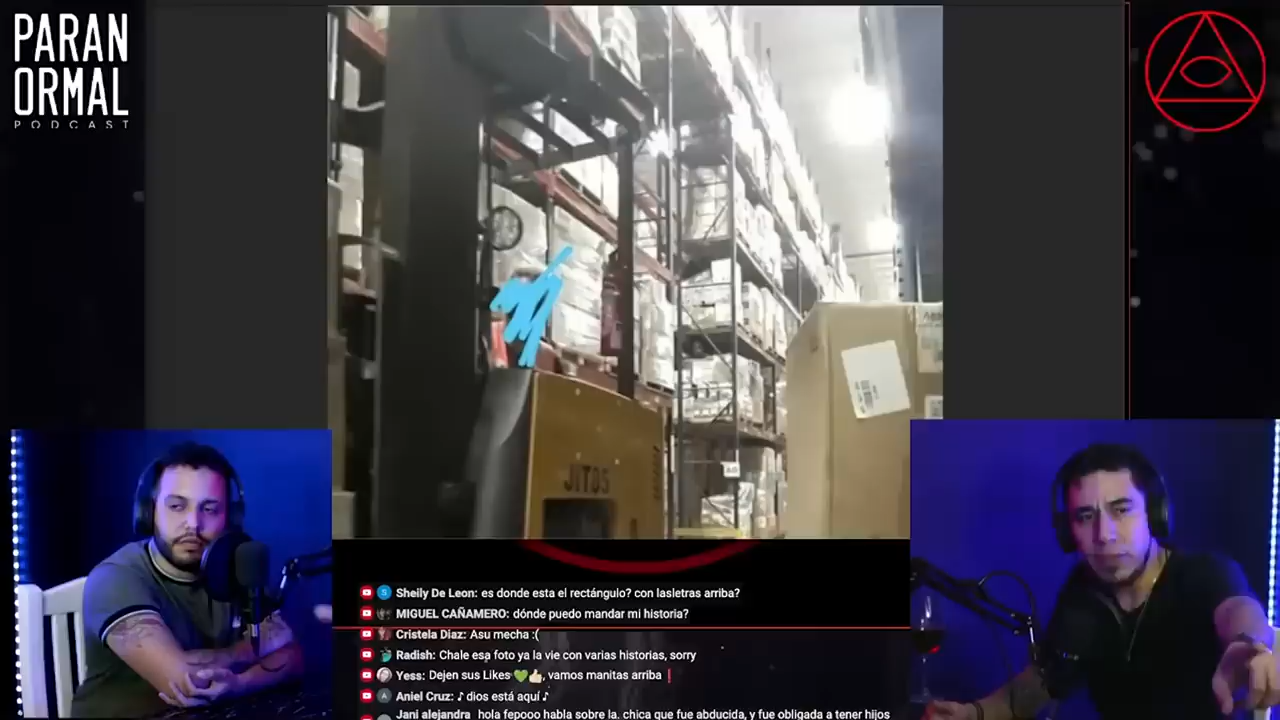 PARAN
ORMAL
PODCAST
JITOS
Sheily De Leon: es donde esta el rectángulo? con lasletras arriba?
MIGUEL CAÑAMERO: dónde puedo mandar mi historia?
Cristela Diaz: Asu mecha :(
Radish: Chale esa foto ya la vie con varias historias, sorry
Yess: Dejen sus Likes💚👍🏻, vamos manitas arriba❗
Aniel Cruz: ♪ dios está aquí ♪
Jani alejandra hola fepooo habla sobre la. chica que fue abducida, y fue obligada a tener hijos